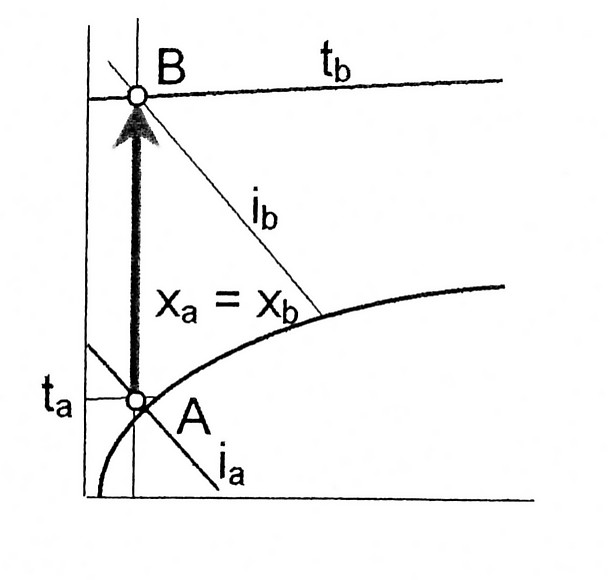 B
t_b
i_b
x_a = x_b
t_a
A
i_a